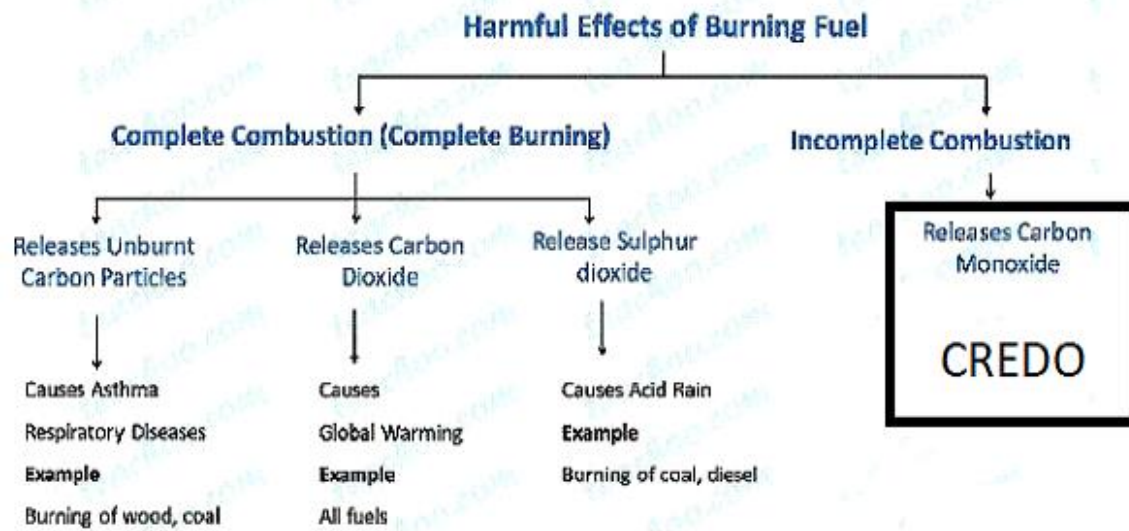 Harmful Effects of Burning Fuel
Complete Combustion (Complete Burning)
Incomplete Combustion
Releases Unburnt
Carbon Particles
Releases Carbon
Dioxide
Release Sulphur
dioxide
Releases Carbon
Monoxide
CREDO
Causes Asthma
Respiratory Diseases
Example
Burning of wood, coal
Causes
Global Warming
Example
All fuels
Causes Acid Rain
Example
Burning of coal, diesel